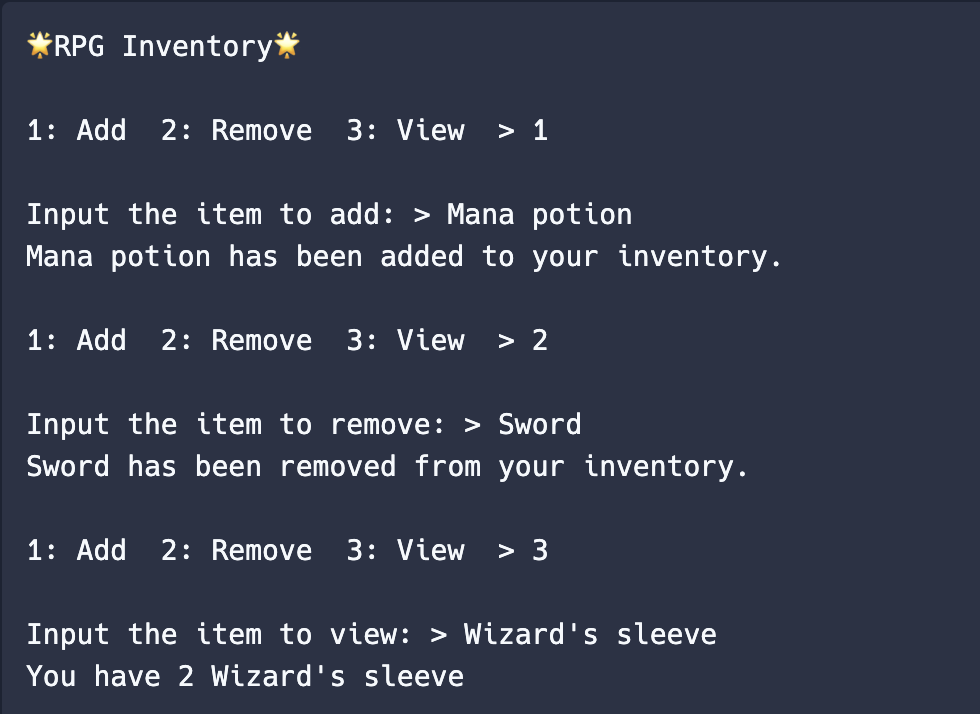 🌟RPG Inventory🌟
1: Add  2: Remove  3: View  > 1
Input the item to add: > Mana potion
Mana potion has been added to your inventory.
1: Add  2: Remove  3: View  > 2
Input the item to remove: > Sword
Sword has been removed from your inventory.
1: Add  2: Remove  3: View  > 3
Input the item to view: > Wizard's sleeve
You have 2 Wizard's sleeve